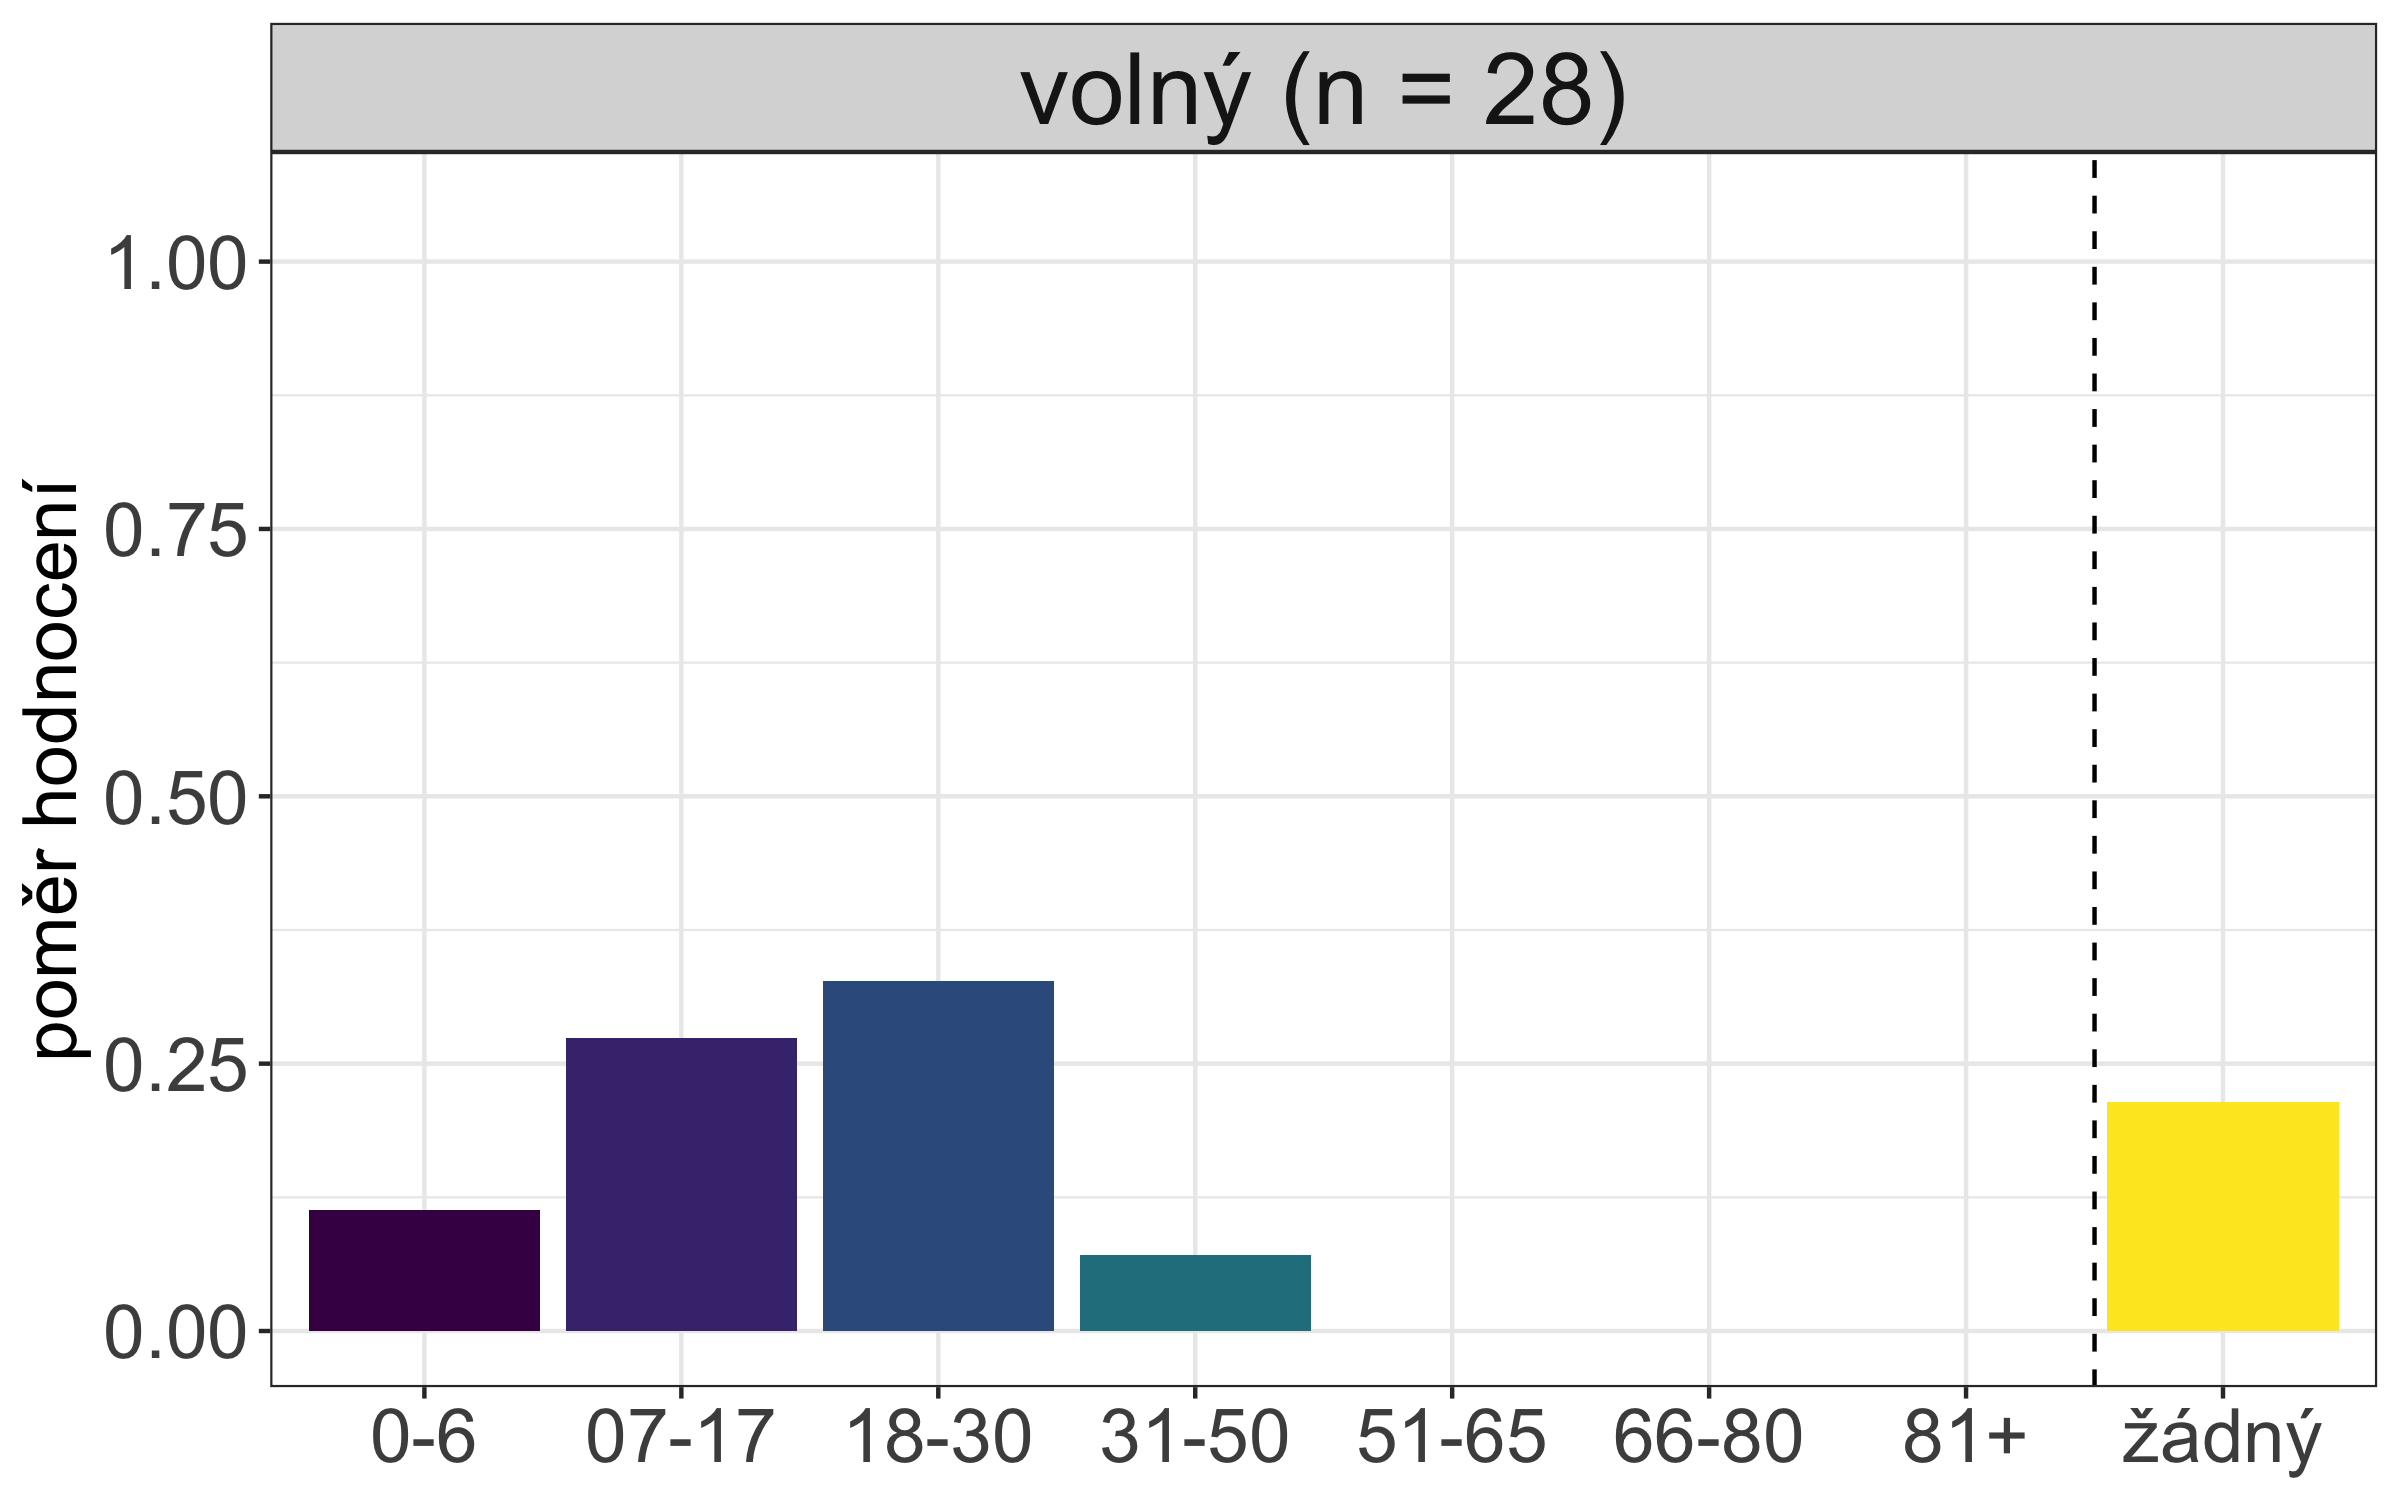 volný (n = 28)
poměr hodnocení
1.00
0.75
0.50
0.25
0.00
0-6 07-17 18-30 31-50 51-65 66-80 81+ žádný